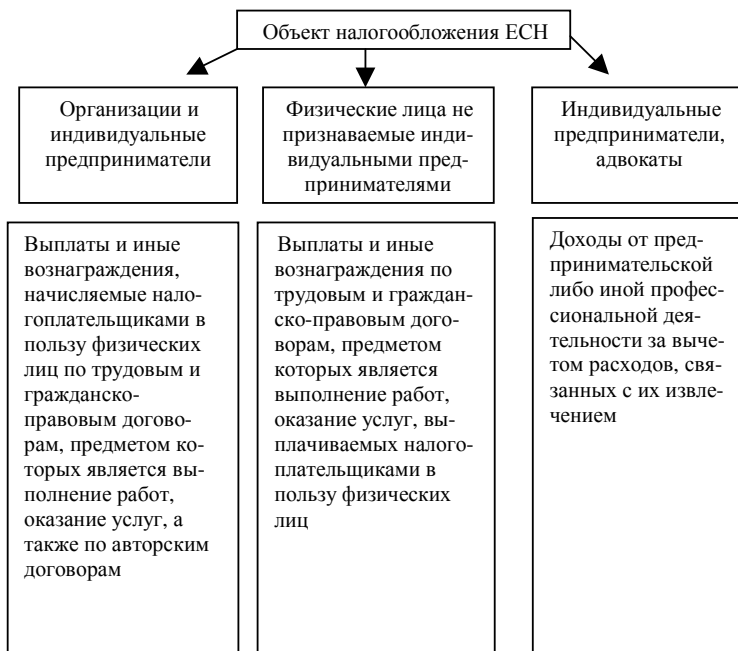 Объект налогообложения ЕСН
Организации и
индивидуальные
предприниматели
Физические лица не
признаваемые инди-
видуальными пред-
принимателями
Индивидуальные
предприниматели,
адвокаты
Выплаты и иные
вознаграждения,
начисляемые нало-
гоплательщиками в
пользу физических
лиц по трудовым и
гражданско-
правовым догово-
рам, предметом ко-
торых является вы-
полнение работ,
оказание услуг, а
также по авторским
договорам
Выплаты и иные
вознаграждения по
трудовым и граждан-
ско-правовым дого-
ворам, предметом
которых является
выполнение работ,
оказание услуг, вы-
плачиваемых налого-
плательщиками в
пользу физических
лиц
Доходы от пред-
принимательской
либо иной профес-
сиональной дея-
тельности за выче-
том расходов, свя-
занных с их извле-
чением